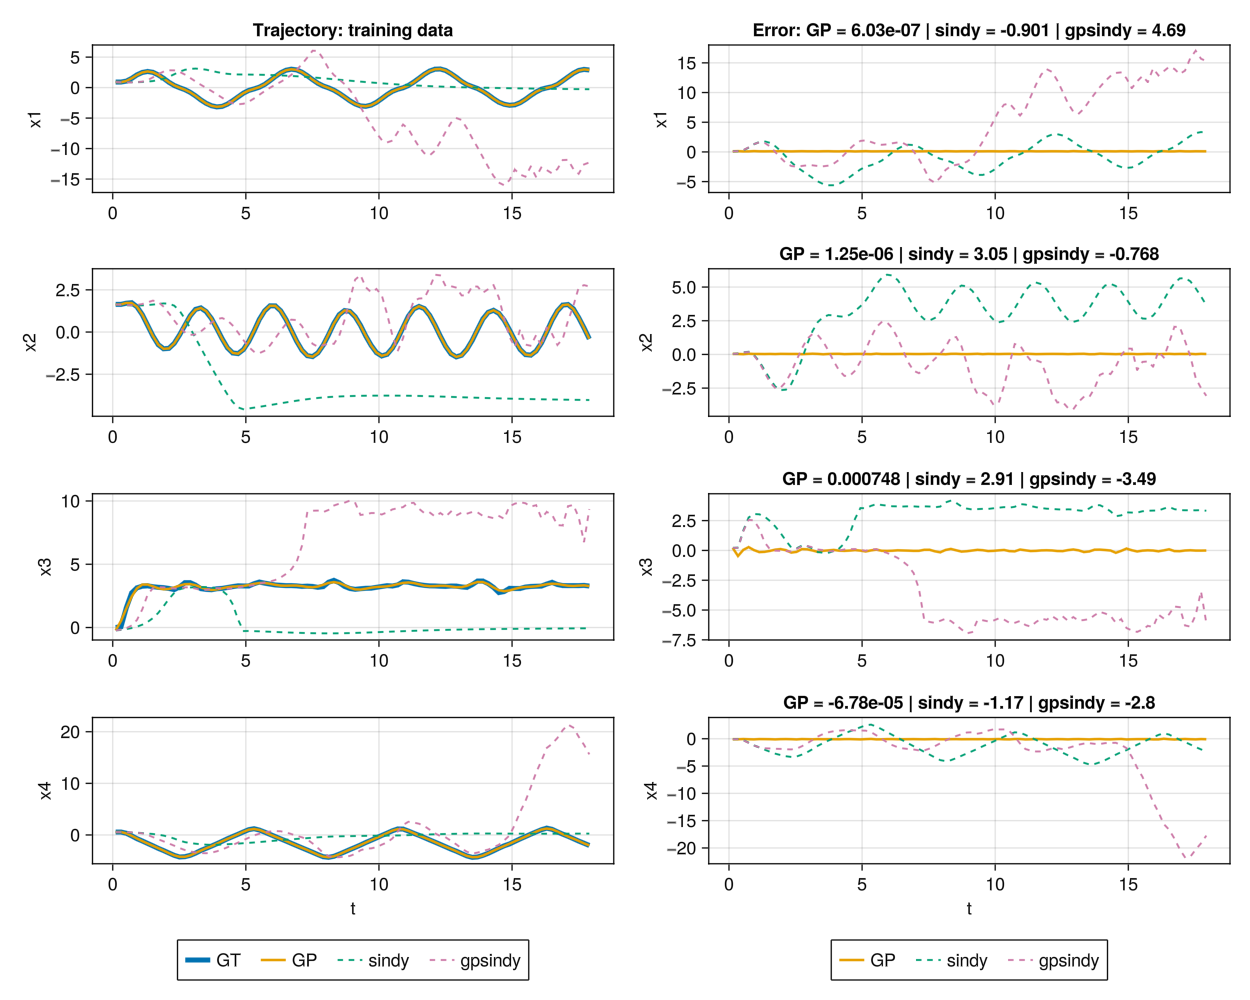 Trajectory: training data
Error: GP = 6.03e-07 | sindy = -0.901 | gpsindy = 4.69
x1
5
0
−5
−10
−15
0 5 10 15
x1
15
10
5
0
−5
0 5 10 15
GP = 1.25e-06 | sindy = 3.05 | gpsindy = -0.768
x2
2.5
0.0
−2.5
0 5 10 15
x2
5.0
2.5
0.0
−2.5
0 5 10 15
GP = 0.000748 | sindy = 2.91 | gpsindy = -3.49
x3
10
5
0
0 5 10 15
x3
2.5
0.0
−2.5
−5.0
−7.5
0 5 10 15
GP = -6.78e-05 | sindy = -1.17 | gpsindy = -2.8
x4
20
10
0
0 5 10 15
t
x4
0
−5
−10
−15
−20
0 5 10 15
t
GT GP sindy gpsindy
GP sindy gpsindy